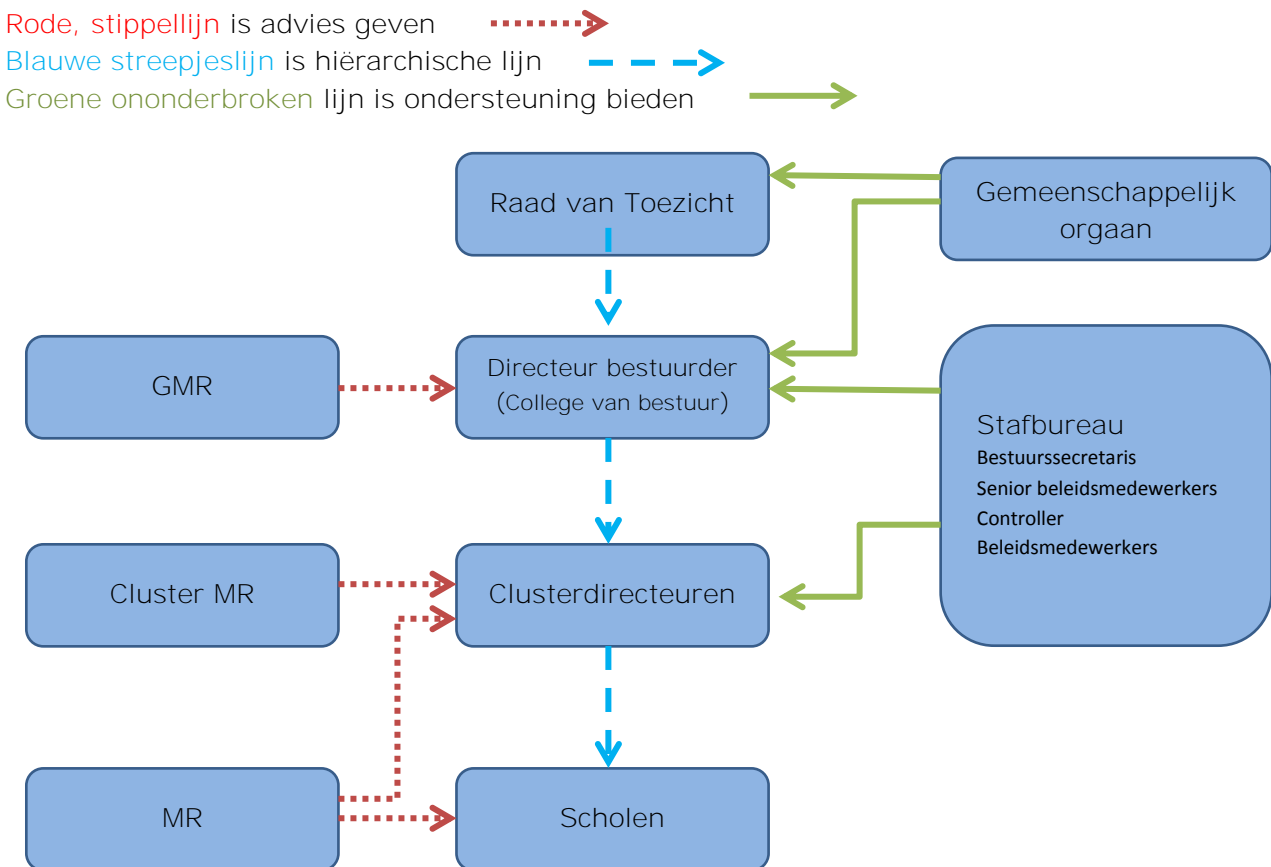 Rode, stippellijn is advies geven
Blauwe streepjeslijn is hiërarchische lijn
Groene ononderbroken lijn is ondersteuning bieden
Raad van Toezicht
Gemeenschappelijk
orgaan
GMR
Directeur bestuurder
(College van bestuur)
Stafbureau
Bestuurssecretaris
Senior beleidsmedewerkers
Controller
Beleidsmedewerkers
Cluster MR
Clusterdirecteuren
MR
Scholen